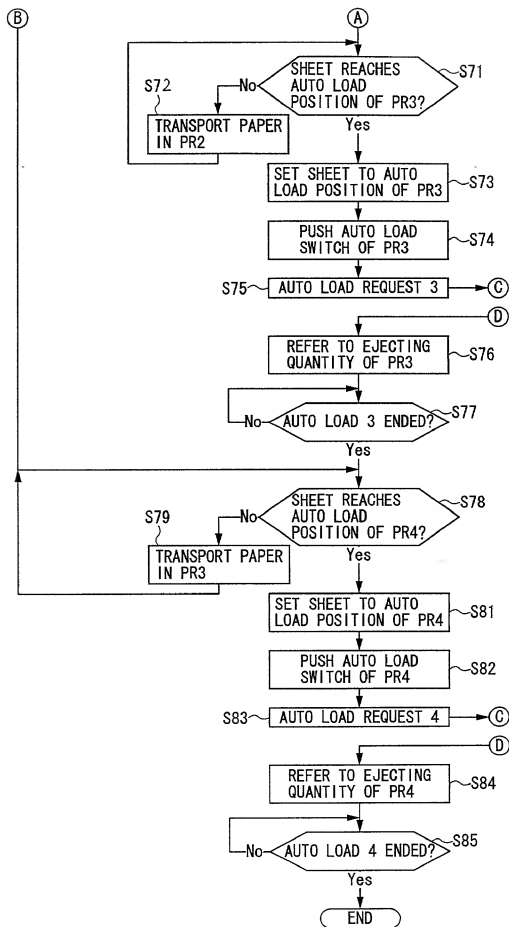 B
A
SHEET REACHES
AUTO LOAD
POSITION OF PR3?
S71
No
S72
TRANSPORT PAPER
IN PR2
Yes
SET SHEET TO AUTO
LOAD POSITION OF PR3
S73
PUSH AUTO LOAD
SWITCH OF PR3
S74
S75
AUTO LOAD REQUEST 3
C
D
REFER TO EJECTING
QUANTITY OF PR3
S76
No
AUTO LOAD 3 ENDED?
S77
Yes
SHEET REACHES
AUTO LOAD
POSITION OF PR4?
S78
No
S79
TRANSPORT PAPER
IN PR3
Yes
SET SHEET TO AUTO
LOAD POSITION OF PR4
S81
PUSH AUTO LOAD
SWITCH OF PR4
S82
S83
AUTO LOAD REQUEST 4
C
D
REFER TO EJECTING
QUANTITY OF PR4
S84
No
AUTO LOAD 4 ENDED?
S85
Yes
END